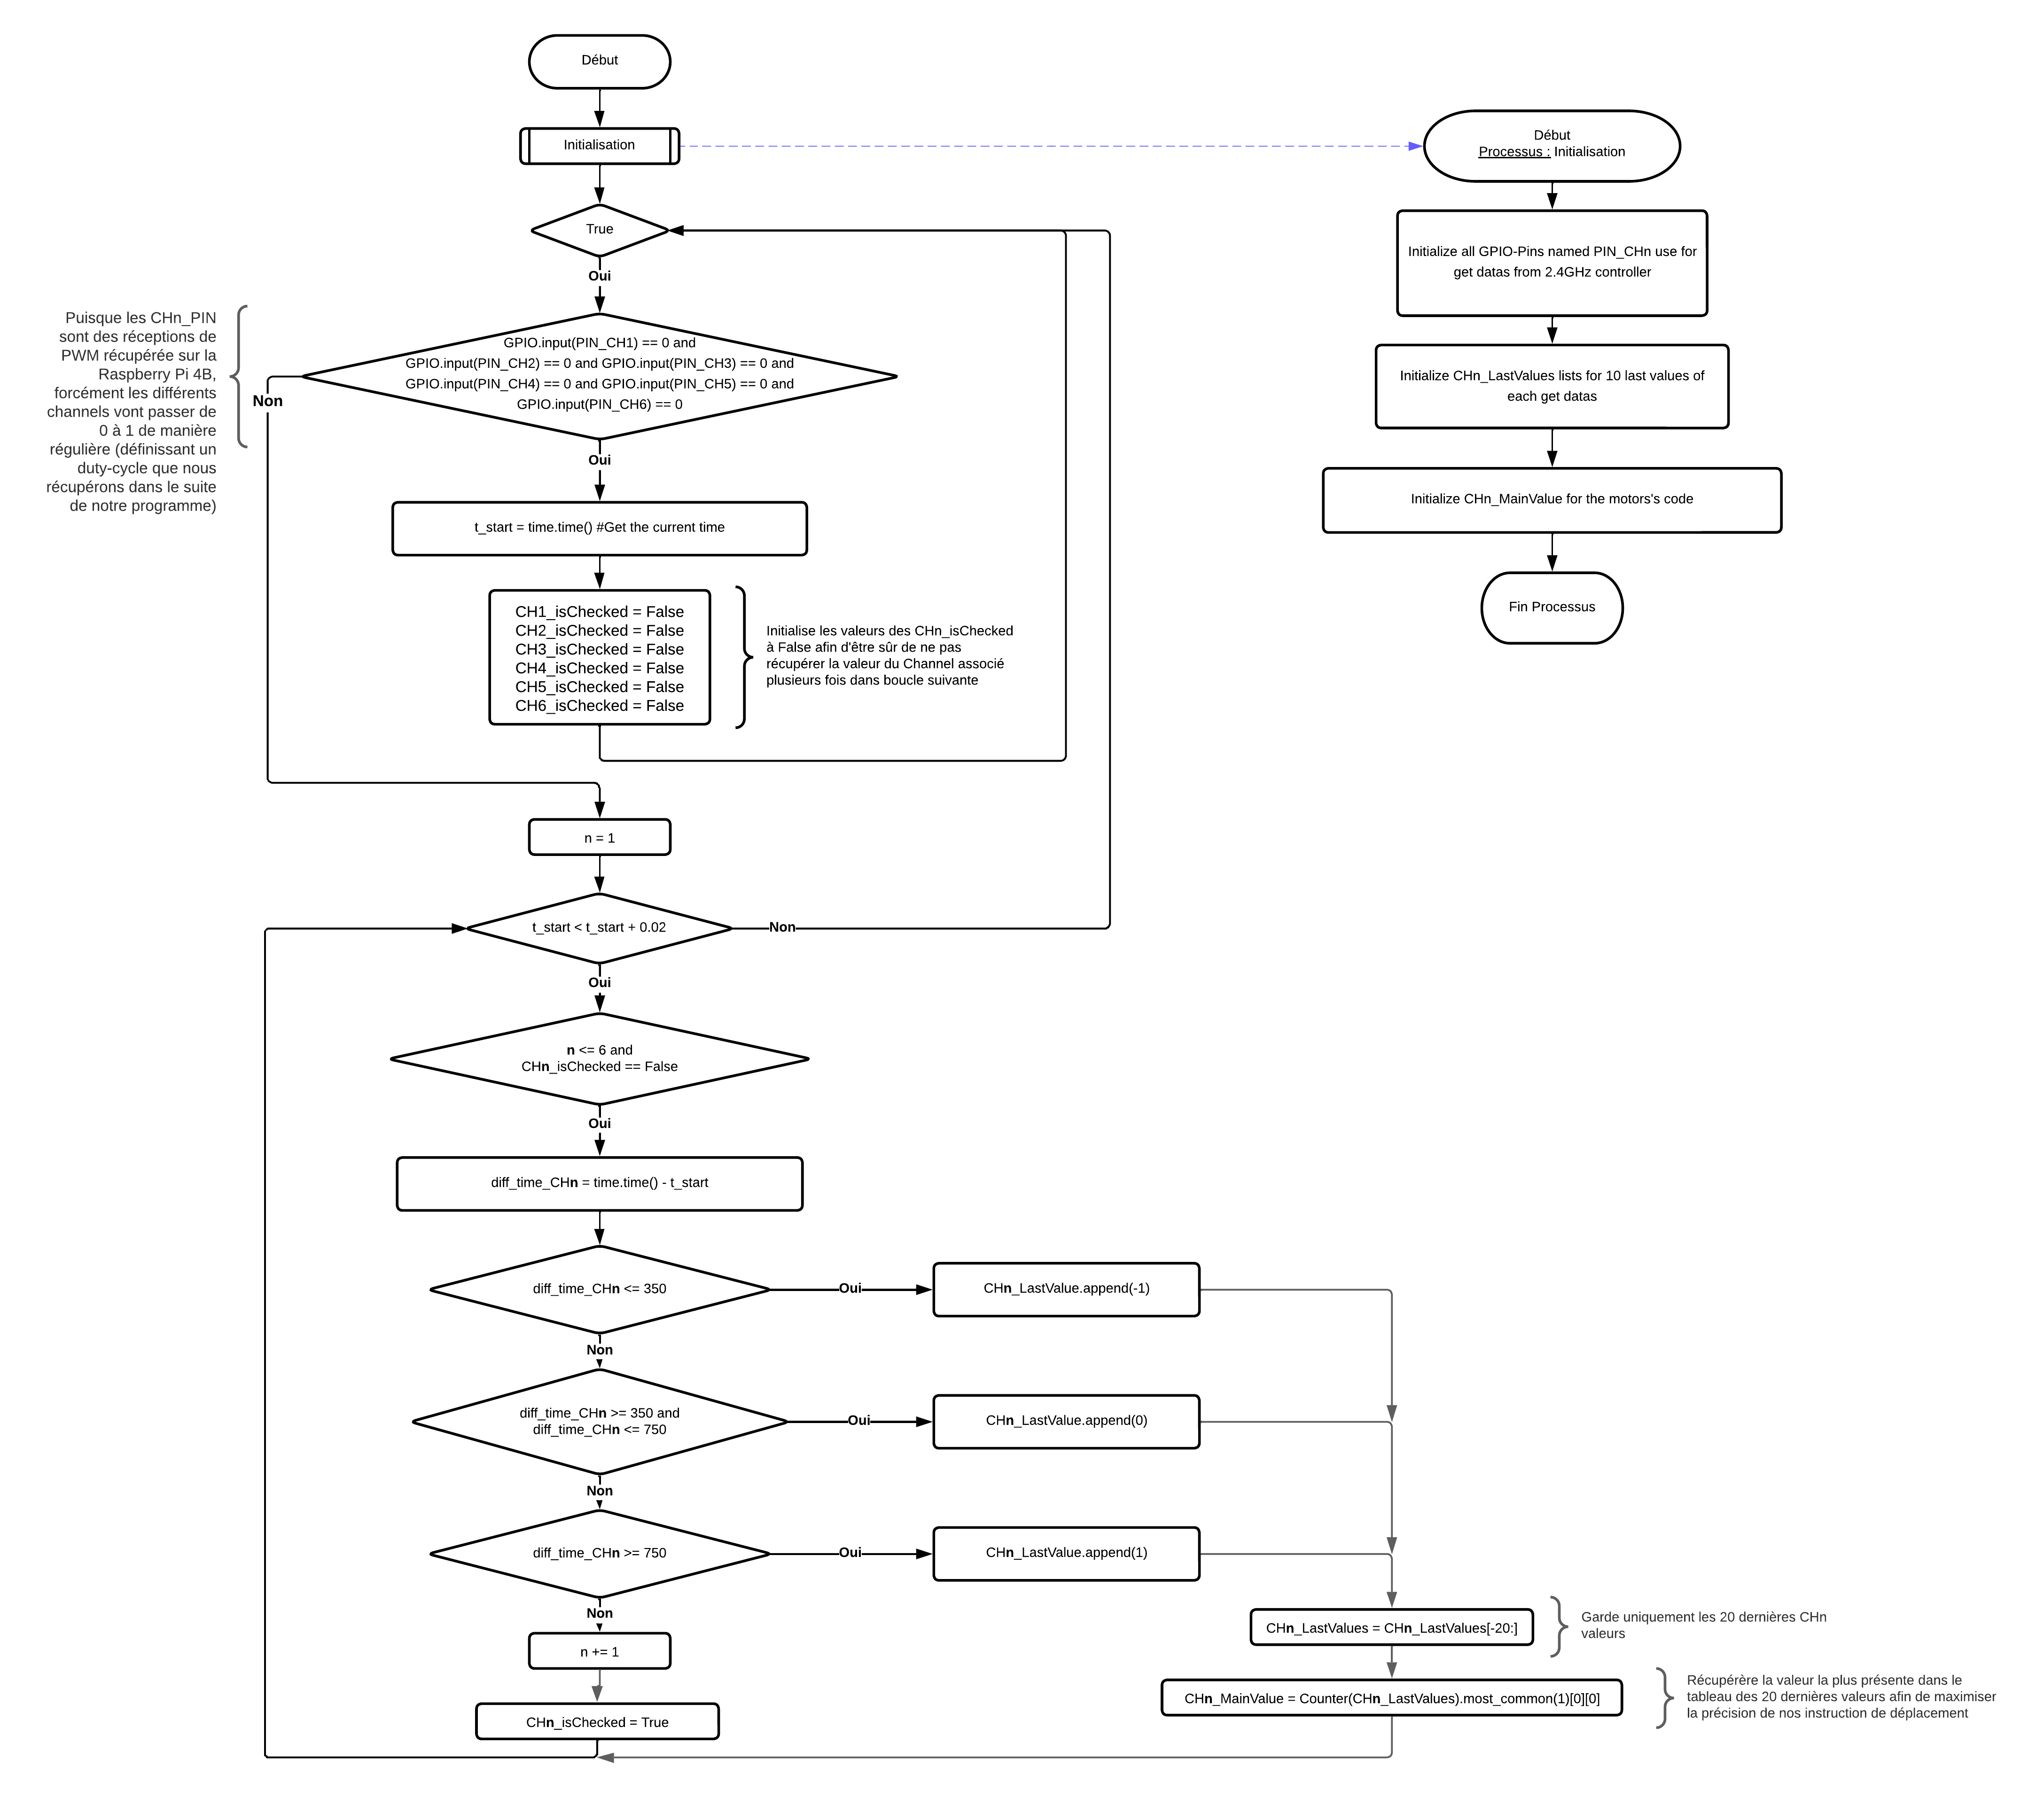 Début
Initialisation
True
Oui
Puisque les CHn_PIN
sont des réceptions de
PWM récupérée sur la
Raspberry Pi 4B,
forcément les différents
channels vont passer de
0 à 1 de manière
régulière (définissant un
duty-cycle que nous
récupérons dans le suite
de notre programme)
GPIO.input(PIN_CH1) == 0 and
GPIO.input(PIN_CH2) == 0 and GPIO.input(PIN_CH3) == 0 and
GPIO.input(PIN_CH4) == 0 and GPIO.input(PIN_CH5) == 0 and
GPIO.input(PIN_CH6) == 0
Non
Oui
t_start = time.time() #Get the current time
CH1_isChecked = False
CH2_isChecked = False
CH3_isChecked = False
CH4_isChecked = False
CH5_isChecked = False
CH6_isChecked = False
Initialise les valeurs des CHn_isChecked
à False afin d'être sûr de ne pas
récupérer la valeur du Channel associé
plusieurs fois dans boucle suivante
n = 1
t_start < t_start + 0.02
Non
Oui
n <= 6 and
CHn_isChecked == False
Oui
diff_time_CHn = time.time() - t_start
diff_time_CHn <= 350
Oui
CHn_LastValue.append(-1)
Non
diff_time_CHn >= 350 and
diff_time_CHn <= 750
Oui
CHn_LastValue.append(0)
Non
diff_time_CHn >= 750
Oui
CHn_LastValue.append(1)
Non
n += 1
CHn_isChecked = True
CHn_LastValues = CHn_LastValues[-20:]
Garde uniquement les 20 dernières CHn
valeurs
CHn_MainValue = Counter(CHn_LastValues).most_common(1)[0][0]
Récupérère la valeur la plus présente dans le
tableau des 20 dernières valeurs afin de maximiser
la précision de nos instruction de déplacement
Début
Processus : Initialisation
Initialize all GPIO-Pins named PIN_CHn use for
get datas from 2.4GHz controller
Initialize CHn_LastValues lists for 10 last values of
each get datas
Initialize CHn_MainValue for the motors's code
Fin Processus